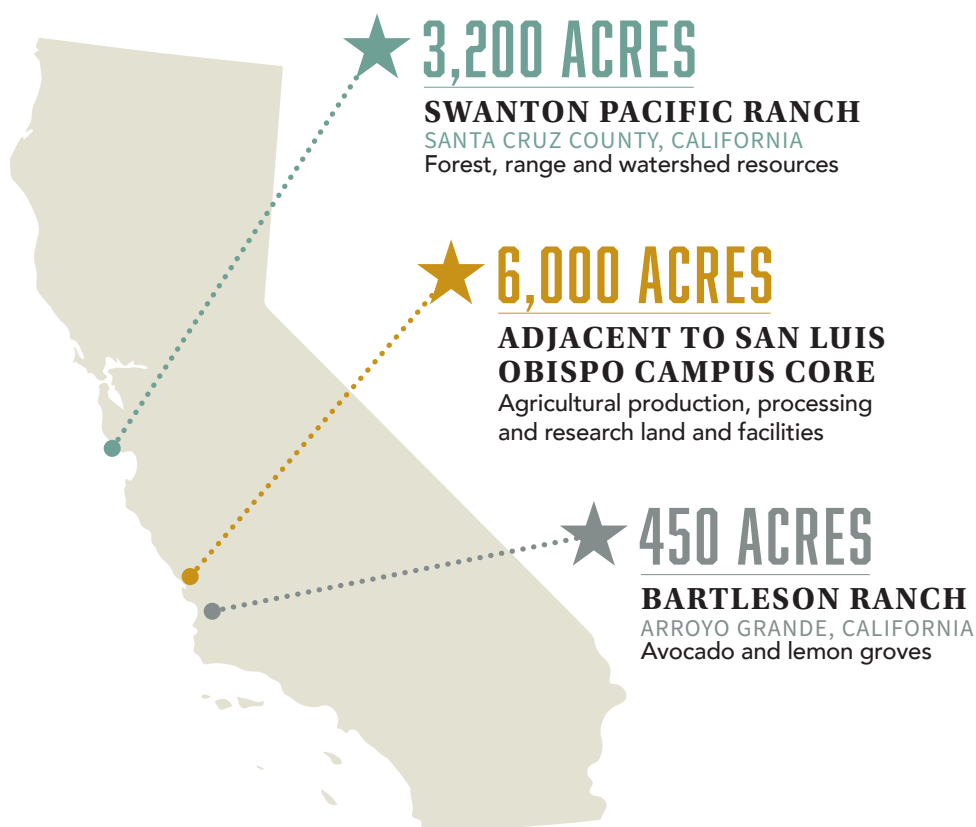 3,200 ACRES
SWANTON PACIFIC RANCH
SANTA CRUZ COUNTY, CALIFORNIA
Forest, range and watershed resources
6,000 ACRES
ADJACENT TO SAN LUIS
OBISPO CAMPUS CORE
Agricultural production, processing
and research land and facilities
450 ACRES
BARTLESON RANCH
ARROYO GRANDE, CALIFORNIA
Avocado and lemon groves